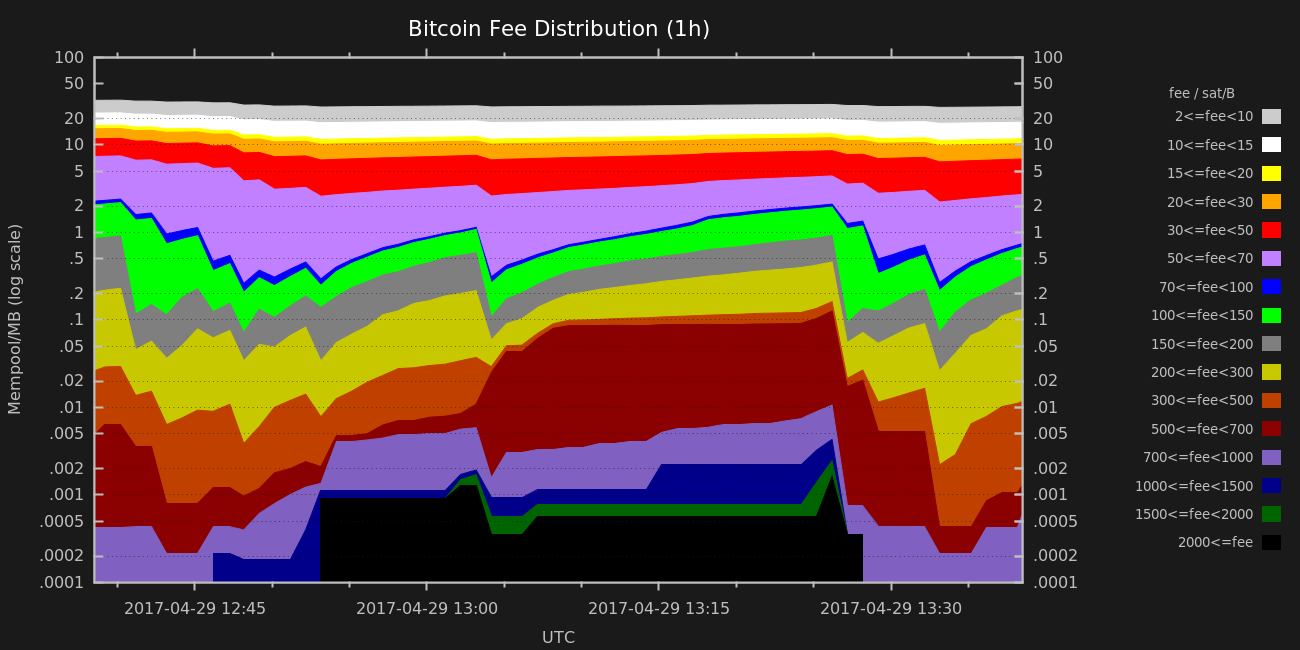 Bitcoin Fee Distribution (1h)
Mempool/MB (log scale)
100
50
20
10
5
2
1
.5
.2
.1
.05
.02
.01
.005
.002
.001
.0005
.0002
.0001
100
50
20
10
5
2
1
.5
.2
.1
.05
.02
.01
.005
.002
.001
.0005
.0002
.0001
2017-04-29 12:45
2017-04-29 13:00
2017-04-29 13:15
2017-04-29 13:30
UTC
fee / sat/B
2<=fee<10
10<=fee<15
15<=fee<20
20<=fee<30
30<=fee<50
50<=fee<70
70<=fee<100
100<=fee<150
150<=fee<200
200<=fee<300
300<=fee<500
500<=fee<700
700<=fee<1000
1000<=fee<1500
1500<=fee<2000
2000<=fee